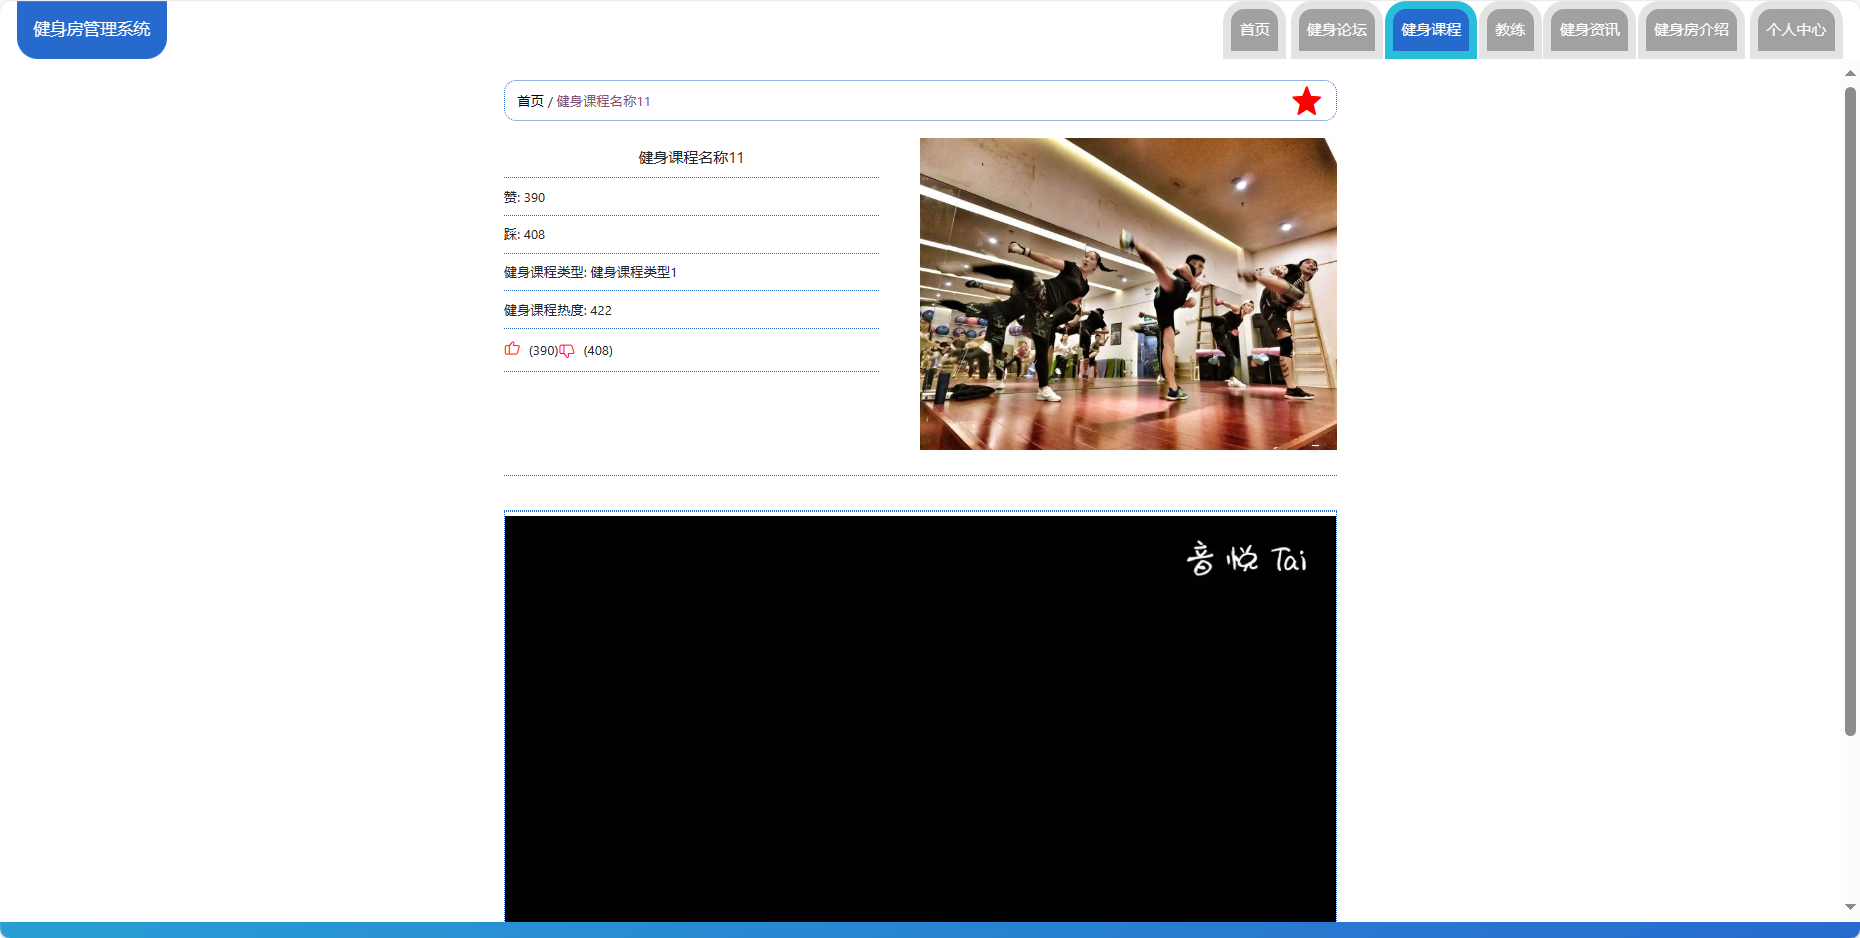 健身房管理系统
首页 健身论坛 健身课程 教练 健身资讯 健身房介绍 个人中心
首页 / 健身课程名称11
健身课程名称11
赞: 390
踩: 408
健身课程类型: 健身课程类型1
健身课程热度: 422
(390) (408)
音悦 Tai